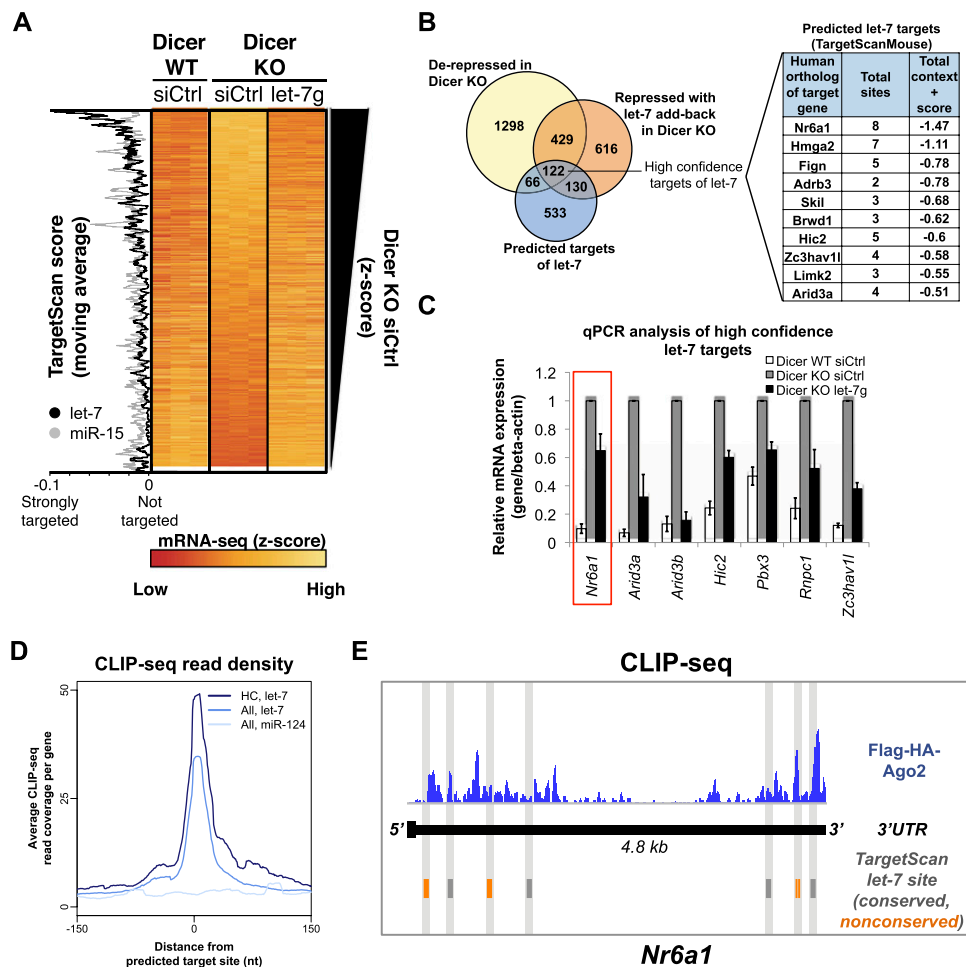 A
Dicer WT
Dicer KO
siCtrl
siCtrl
let-7g
TargetScan score
(moving average)
let-7
miR-15
Dicer KO siCtrl
(z-score)
-0.1
0
Strongly targeted
Not targeted
mRNA-seq (z-score)
Low
High
B
De-repressed in
Dicer KO
Repressed with
let-7 add-back
in Dicer KO
1298
429
616
122
66
130
533
High confidence
targets of let-7
Predicted targets
of let-7
Predicted let-7 targets
(TargetScanMouse)
Human ortholog of target gene
Total sites
Total context + score
Nr6a1 8 -1.47
Hmga2 7 -1.11
Fign 5 -0.78
Adrb3 2 -0.78
Skil 3 -0.68
Brwd1 3 -0.62
Hic2 5 -0.6
Zc3hav1l 4 -0.58
Limk2 3 -0.55
Arid3a 4 -0.51
C
qPCR analysis of high confidence
let-7 targets
Dicer WT siCtrl
Dicer KO siCtrl
Dicer KO let-7g
Relative mRNA expression
(gene/beta-actin)
1.2
1
0.8
0.6
0.4
0.2
0
Nr6a1
Arid3a
Arid3b
Hic2
Pbx3
Rnpc1
Zc3hav1l
D
CLIP-seq read density
HC, let-7
All, let-7
All, miR-124
Average CLIP-seq
read coverage per gene
50
25
0
-150
0
150
Distance from
predicted target site (nt)
E
CLIP-seq
Flag-HA-
Ago2
5'
3'
3'UTR
4.8 kb
TargetScan
let-7 site
(conserved,
nonconserved)
Nr6a1